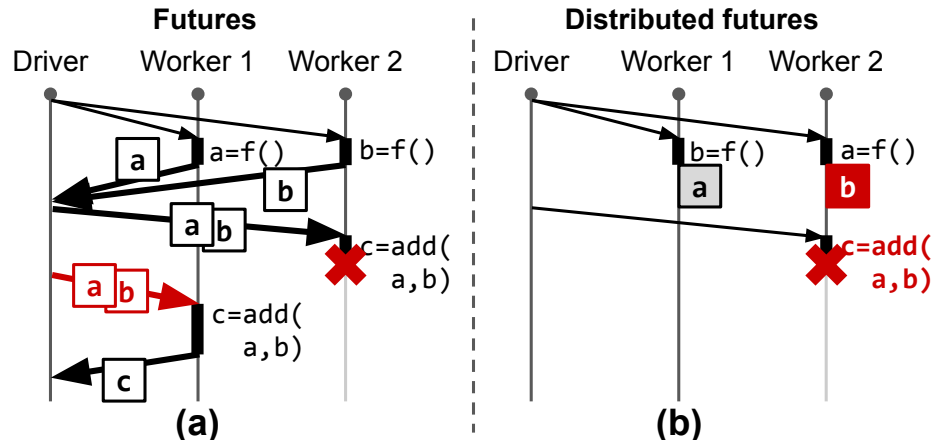 Futures
Driver Worker 1 Worker 2
a=f() b=f()
a
b
a b
c=add(
a,b)
a b
c=add(
a,b)
c
(a)
Distributed futures
Driver Worker 1 Worker 2
b=f() a=f()
a b
c=add(
a,b)
(b)